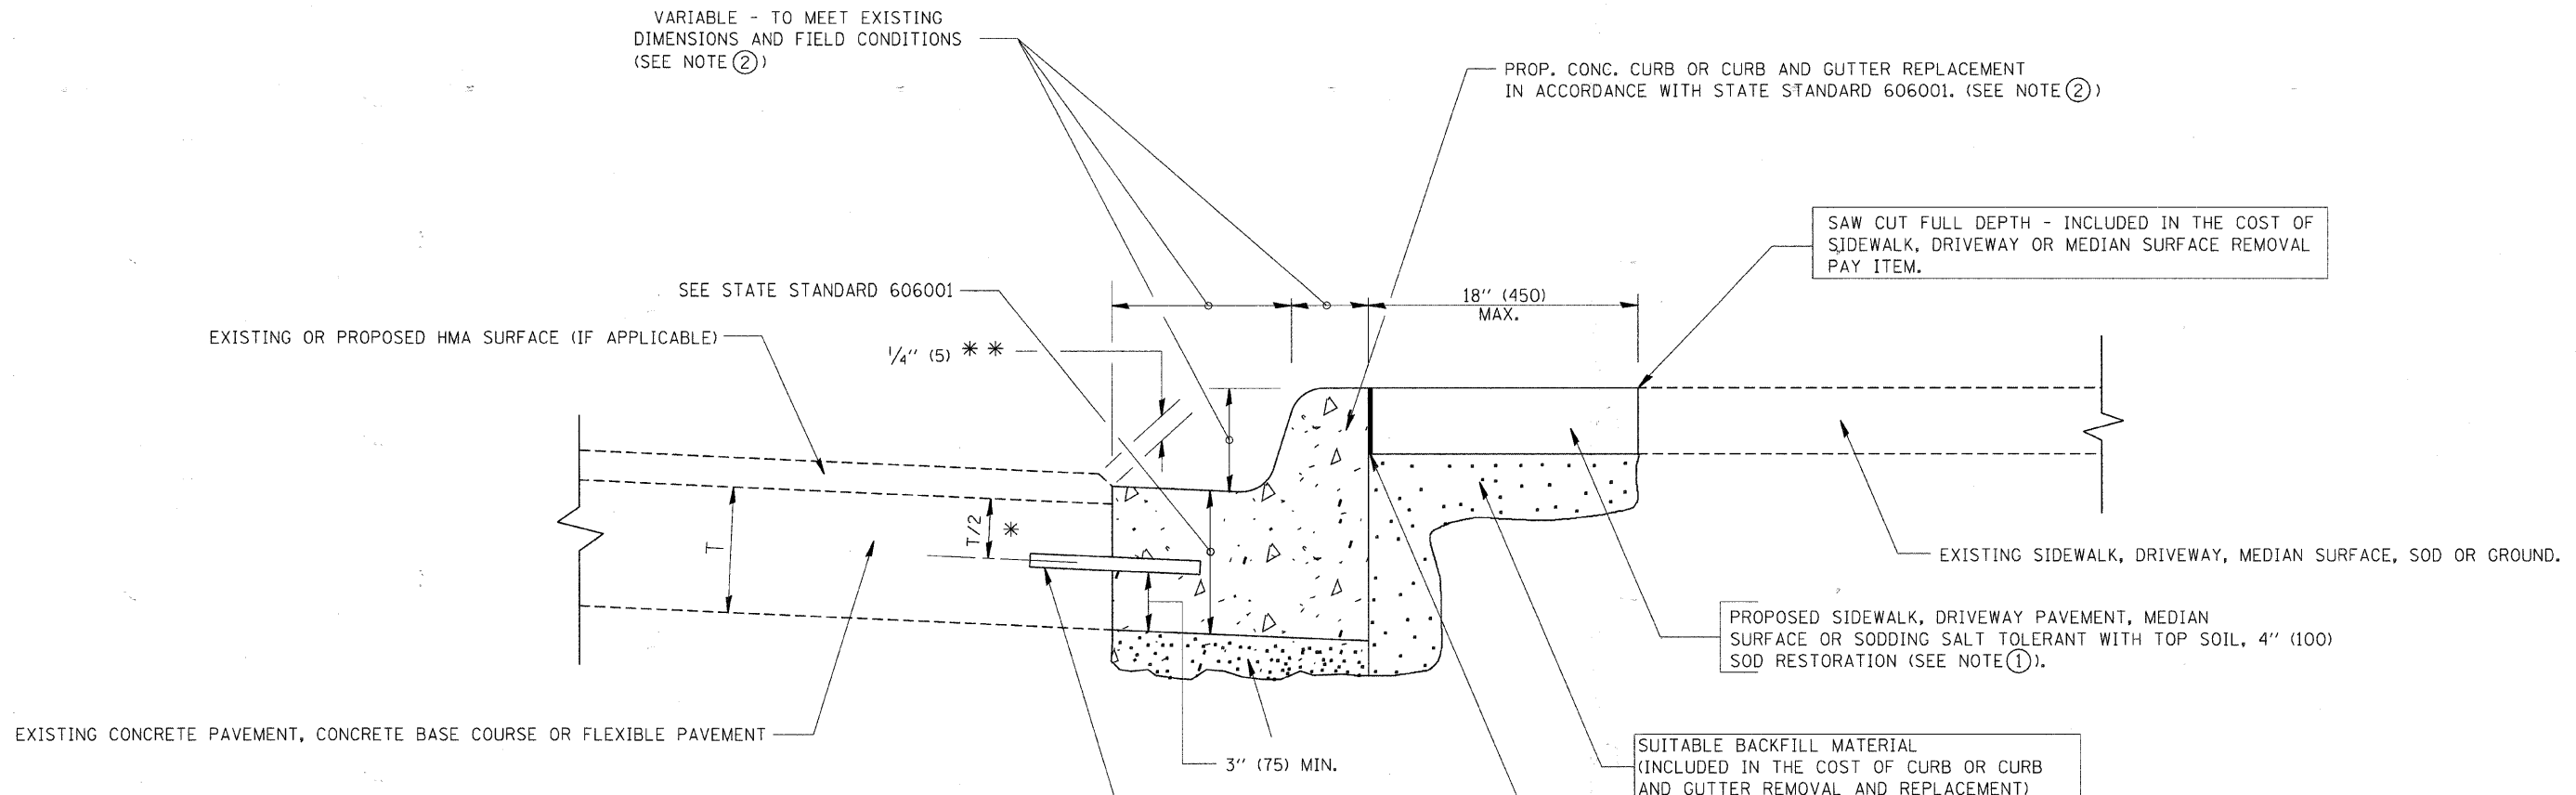 VARIABLE - TO MEET EXISTING
DIMENSIONS AND FIELD CONDITIONS
(SEE NOTE ②)
PROP. CONC. CURB OR CURB AND GUTTER REPLACEMENT
IN ACCORDANCE WITH STATE STANDARD 606001. (SEE NOTE ②)
SAW CUT FULL DEPTH - INCLUDED IN THE COST OF
SIDEWALK, DRIVEWAY OR MEDIAN SURFACE REMOVAL
PAY ITEM.
SEE STATE STANDARD 606001
18'' (450)
MAX.
EXISTING OR PROPOSED HMA SURFACE (IF APPLICABLE)
1/4'' (5) * *
T
T/2 *
EXISTING SIDEWALK, DRIVEWAY, MEDIAN SURFACE, SOD OR GROUND.
PROPOSED SIDEWALK, DRIVEWAY PAVEMENT, MEDIAN
SURFACE OR SODDING SALT TOLERANT WITH TOP SOIL, 4'' (100)
SOD RESTORATION (SEE NOTE ①).
EXISTING CONCRETE PAVEMENT, CONCRETE BASE COURSE OR FLEXIBLE PAVEMENT
3'' (75) MIN.
SUITABLE BACKFILL MATERIAL
(INCLUDED IN THE COST OF CURB OR CURB
AND GUTTER REMOVAL AND REPLACEMENT)